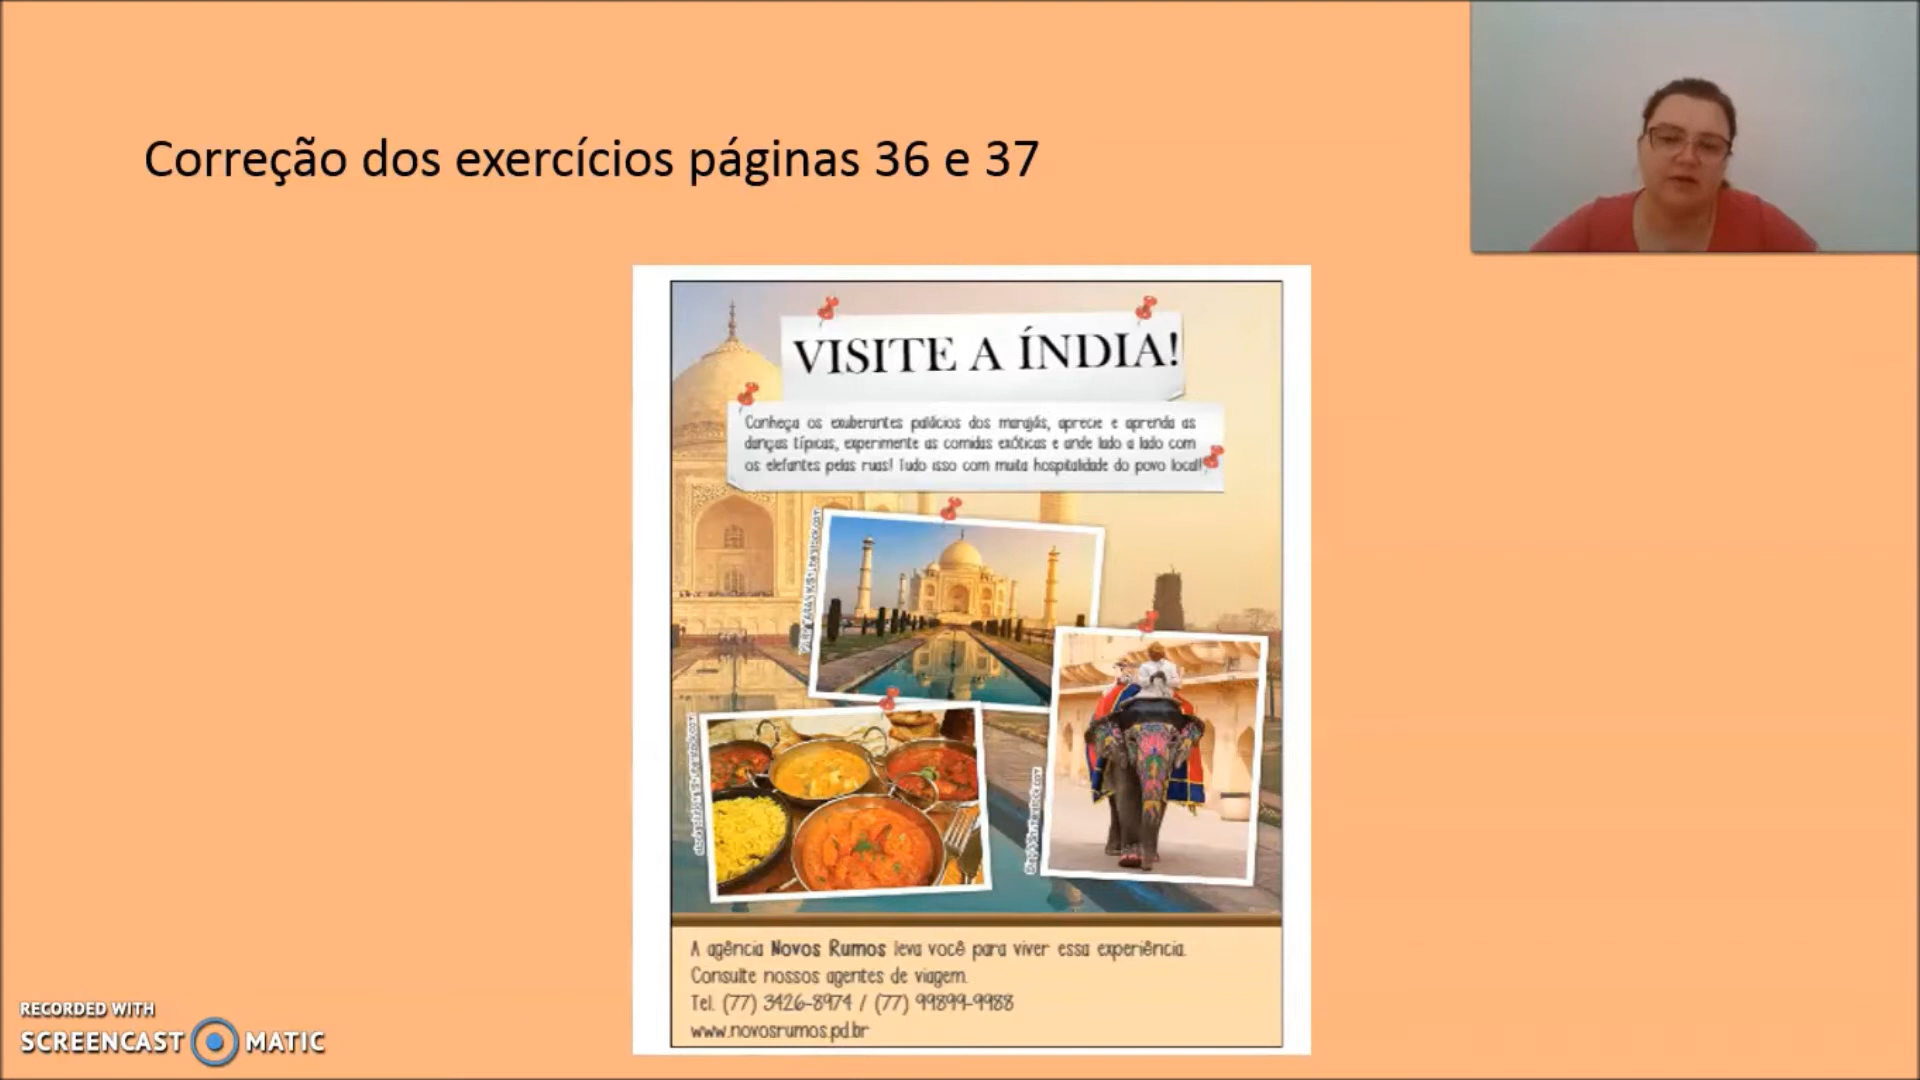 Correção dos exercícios páginas 36 e 37
VISITE A ÍNDIA!
Conheça os exuberantes palácios dos marajás, aprecie e aprenda as
danças típicas, experimente as comidas exóticas e ande lado a lado com
os elefantes pelas ruas! Tudo isso com muita hospitalidade do povo local!
A agência Novos Rumos leva você para viver essa experiência.
Consulte nossos agentes de viagem.
Tel. (77) 3426-8974 / (77) 99899-9988
www.novosrumos.pd.br
RECORDED WITH
SCREENCAST MATIC